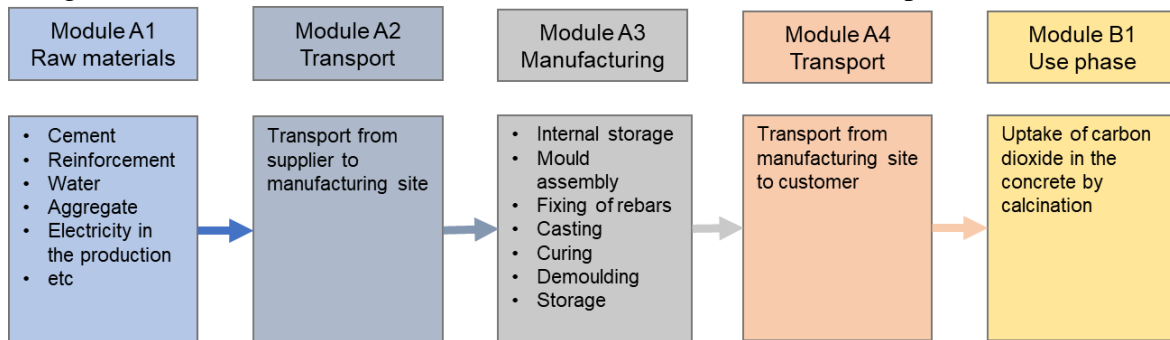 Module A1
Raw materials
Module A2
Transport
Module A3
Manufacturing
Module A4
Transport
Module B1
Use phase
• Cement
• Reinforcement
• Water
• Aggregate
• Electricity in
the production
• etc
Transport from
supplier to
manufacturing site
• Internal storage
• Mould
assembly
• Fixing of rebars
• Casting
• Curing
• Demoulding
• Storage
Transport from
manufacturing site
to customer
Uptake of carbon
dioxide in the
concrete by
calcination